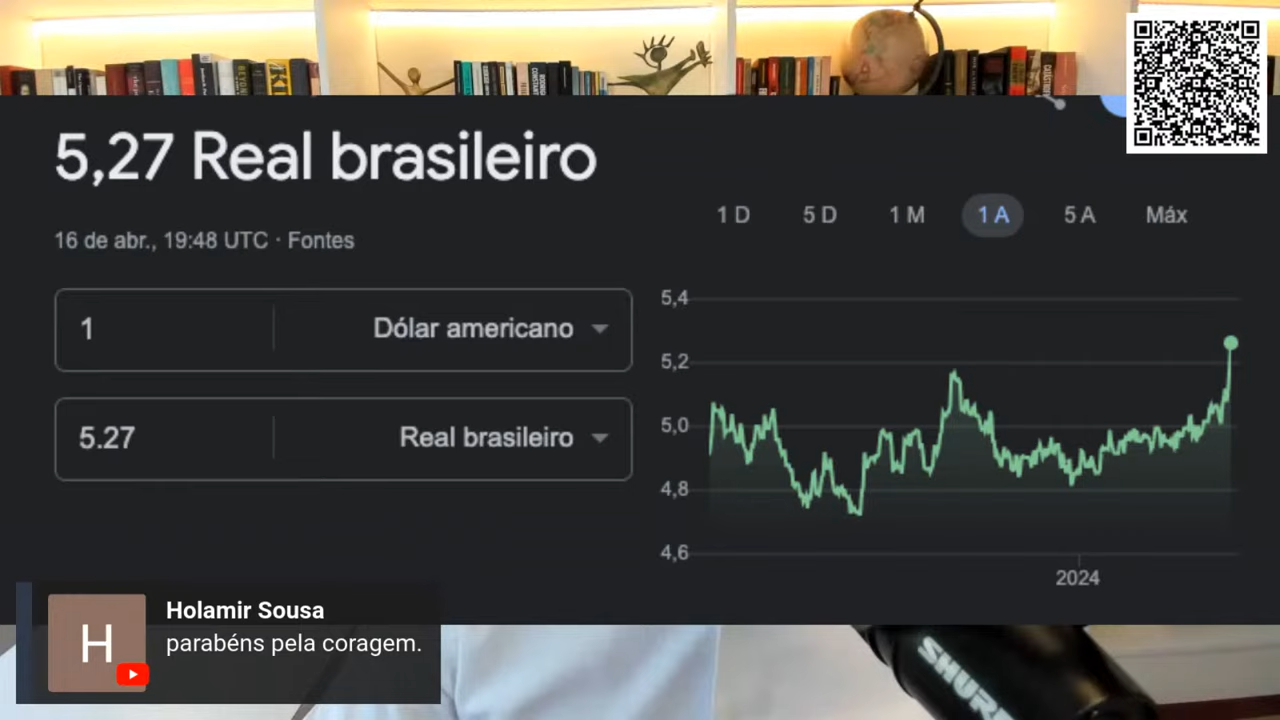 5,27 Real brasileiro
16 de abr., 19:48 UTC · Fontes
1 D 5 D 1 M 1 A 5 A Máx
1 Dólar americano
5.27 Real brasileiro
5,4
5,2
5,0
4,8
4,6
2024
H
Holamir Sousa
parabéns pela coragem.
SHURE